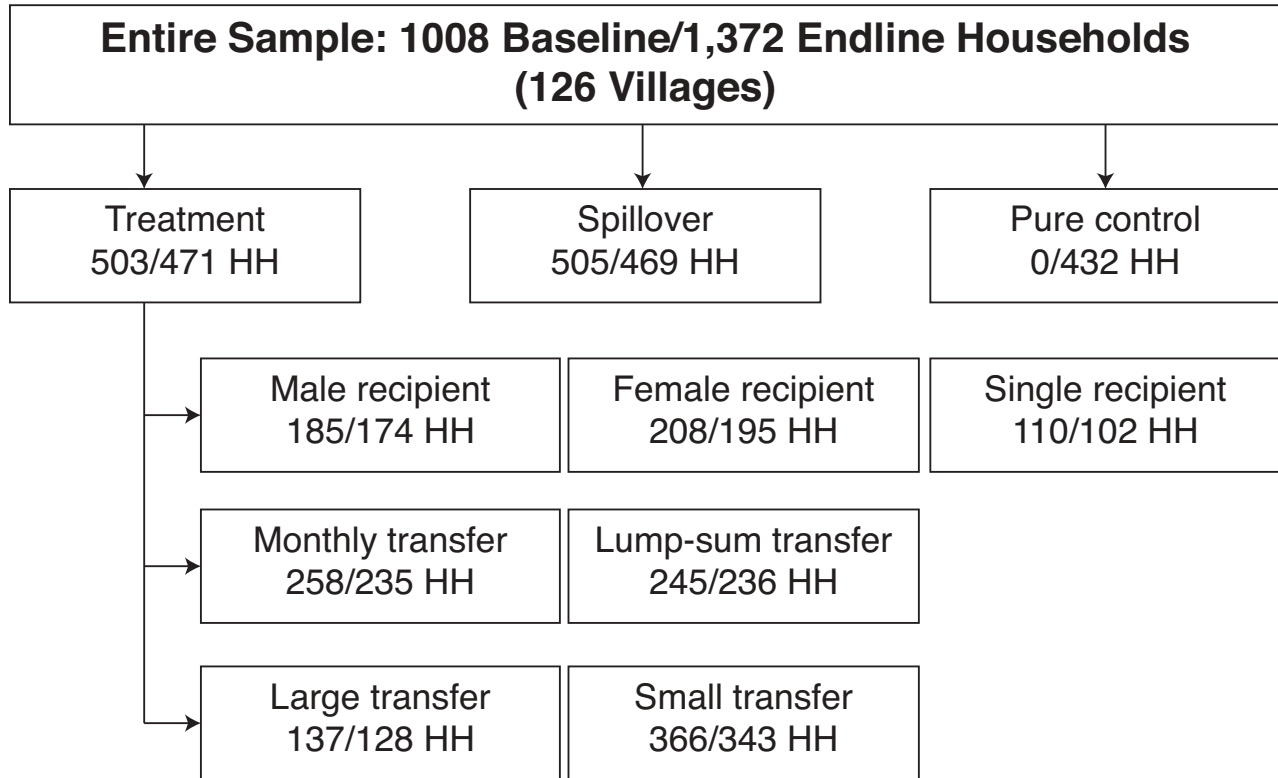 Entire Sample: 1008 Baseline/1,372 Endline Households
(126 Villages)
Treatment
503/471 HH
Spillover
505/469 HH
Pure control
0/432 HH
Male recipient
185/174 HH
Female recipient
208/195 HH
Single recipient
110/102 HH
Monthly transfer
258/235 HH
Lump-sum transfer
245/236 HH
Large transfer
137/128 HH
Small transfer
366/343 HH